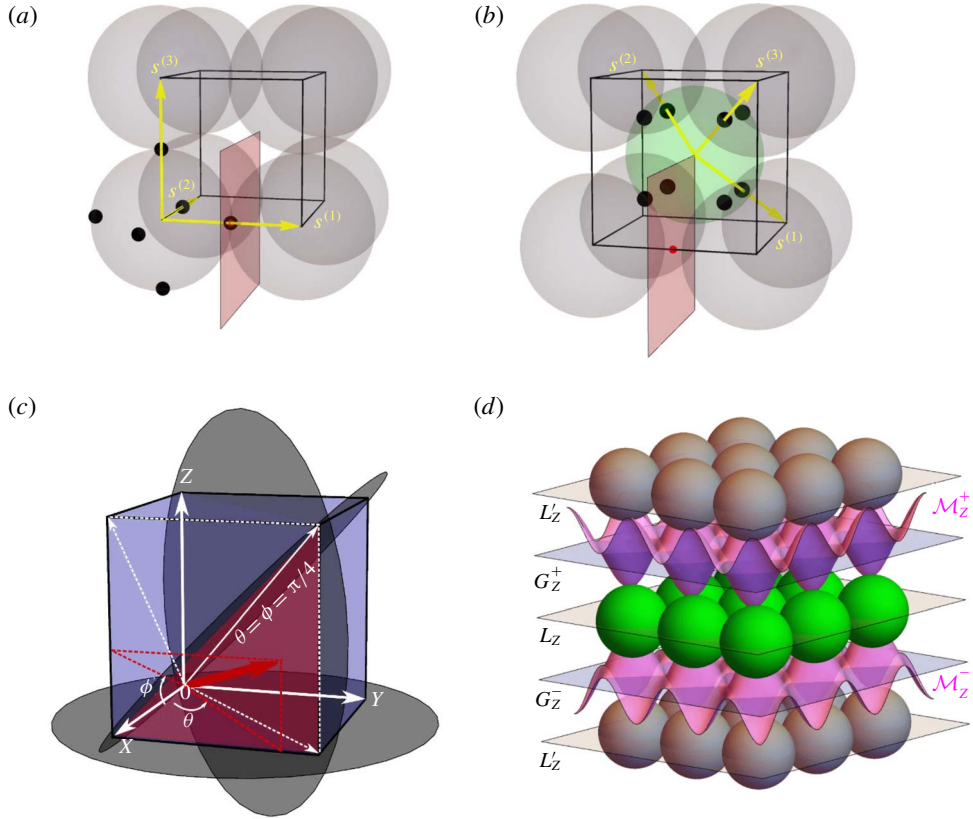 (a)
(b)
s(3)
s(2)
s(1)
s(2)
s(3)
s(1)
(c)
(d)
Z
θ = ϕ = π/4
ϕ
0
θ
Y
X
L′Z
M+Z
G+Z
LZ
G−Z
M−Z
L′Z